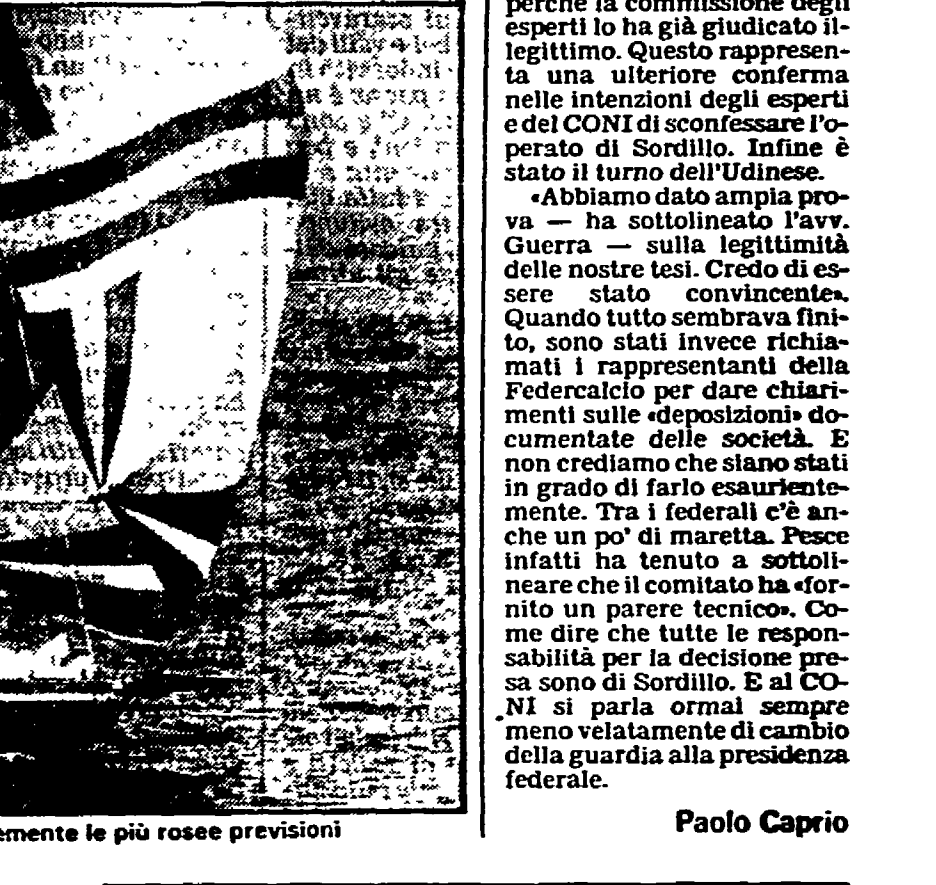 perché la commissione degli
esperti lo ha già giudicato il-
legittimo. Questo rappresen-
ta una ulteriore conferma
nelle intenzioni degli esperti
e del CONI di sconfessare l'o-
perato di Sordillo. Infine è
stato il turno dell'Udinese.
«Abbiamo dato ampia pro-
va — ha sottolineato l'avv.
Guerra — sulla legittimità
delle nostre tesi. Credo di es-
sere stato convincente».
Quando tutto sembrava fini-
to, sono stati invece richia-
mati i rappresentanti della
Federcalcio per dare chiari-
menti sulle «deposizioni» do-
cumentate delle società. E
non crediamo che siano stati
in grado di farlo esauriente-
mente. Tra i federali c'è an-
che un po' di maretta. Pesce
infatti ha tenuto a sottoli-
neare che il comitato ha «for-
nito un parere tecnico». Co-
me dire che tutte le respon-
sabilità per la decisione pre-
sa sono di Sordillo. E al CO-
NI si parla ormai sempre
meno velatamente di cambio
della guardia alla presidenza
federale.
Paolo Caprio
emente le più rosee previsioni